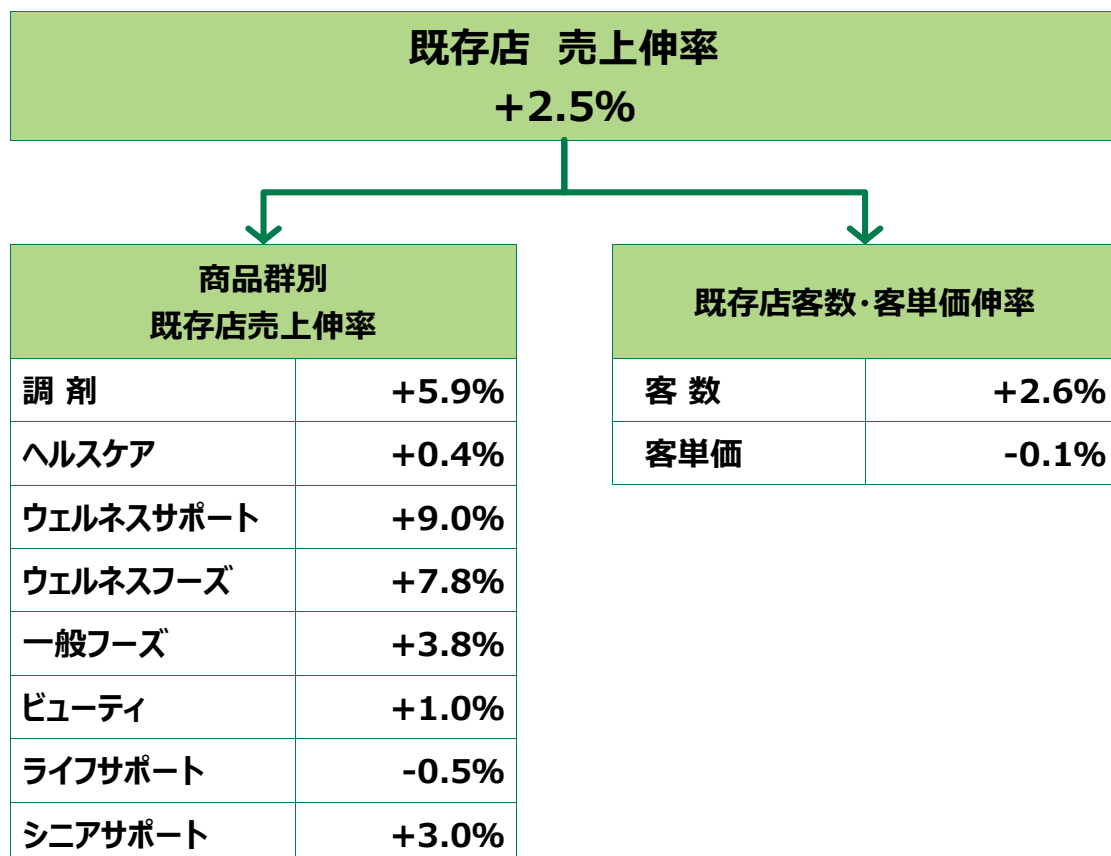 既存店 売上伸率
+2.5%
商品群別
既存店売上伸率
調 剤 +5.9%
ヘルスケア +0.4%
ウェルネスサポート +9.0%
ウェルネスフーズ +7.8%
一般フーズ +3.8%
ビューティ +1.0%
ライフサポート -0.5%
シニアサポート +3.0%
既存店客数・客単価伸率
客 数 +2.6%
客単価 -0.1%